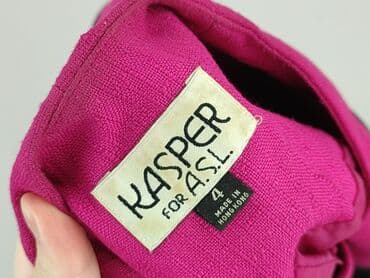 KASPER
FOR A.S.L.
4
MADE IN
HONG KONG